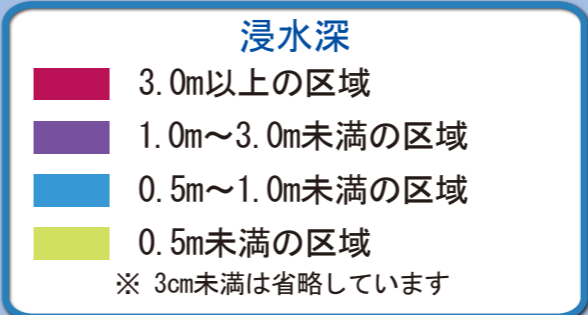 浸水深
3.0m以上の区域
1.0m～3.0m未満の区域
0.5m～1.0m未満の区域
0.5m未満の区域
※ 3cm未満は省略しています